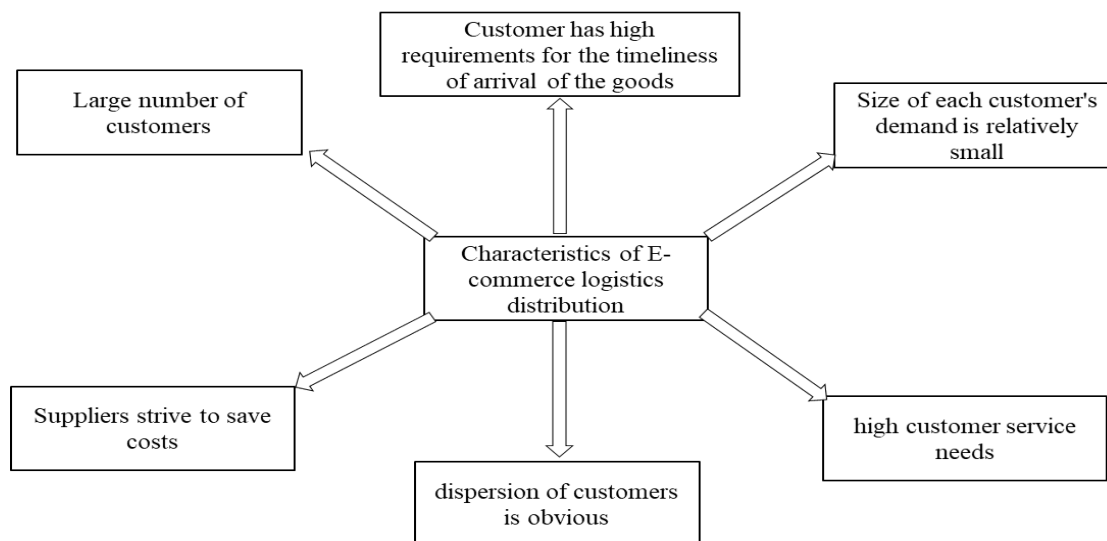 Customer has high
requirements for the timeliness
of arrival of the goods
Large number of
customers
Size of each customer's
demand is relatively
small
Characteristics of E-
commerce logistics
distribution
Suppliers strive to save
costs
high customer service
needs
dispersion of customers
is obvious